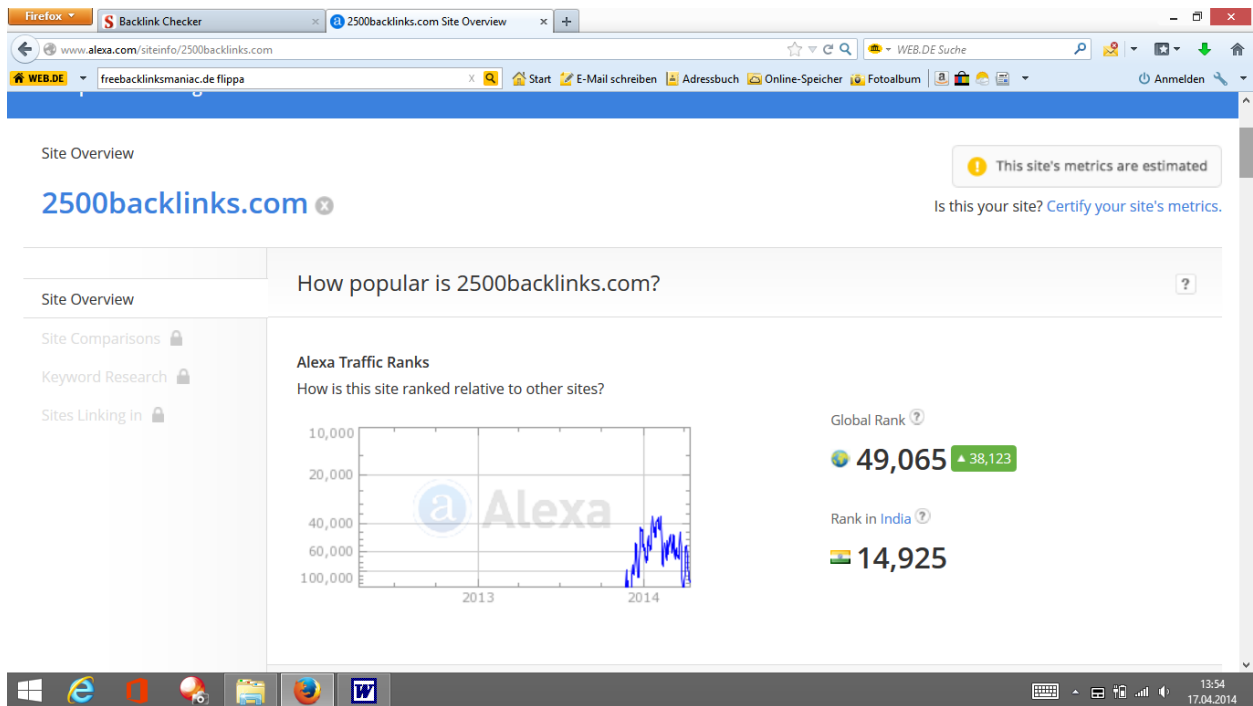 Firefox
Backlink Checker
2500backlinks.com Site Overview
www.alexa.com/siteinfo/2500backlinks.com
WEB.DE Suche
WEB.DE
freebacklinksmaniac.de flippa
Start
E-Mail schreiben
Adressbuch
Online-Speicher
Fotoalbum
Anmelden
Site Overview
This site's metrics are estimated
2500backlinks.com
Is this your site? Certify your site's metrics.
How popular is 2500backlinks.com?
Site Overview
Site Comparisons
Keyword Research
Sites Linking in
Alexa Traffic Ranks
How is this site ranked relative to other sites?
10,000
20,000
40,000
60,000
100,000
a Alexa
2013
2014
Global Rank
49,065
38,123
Rank in India
14,925
13:54
17.04.2014